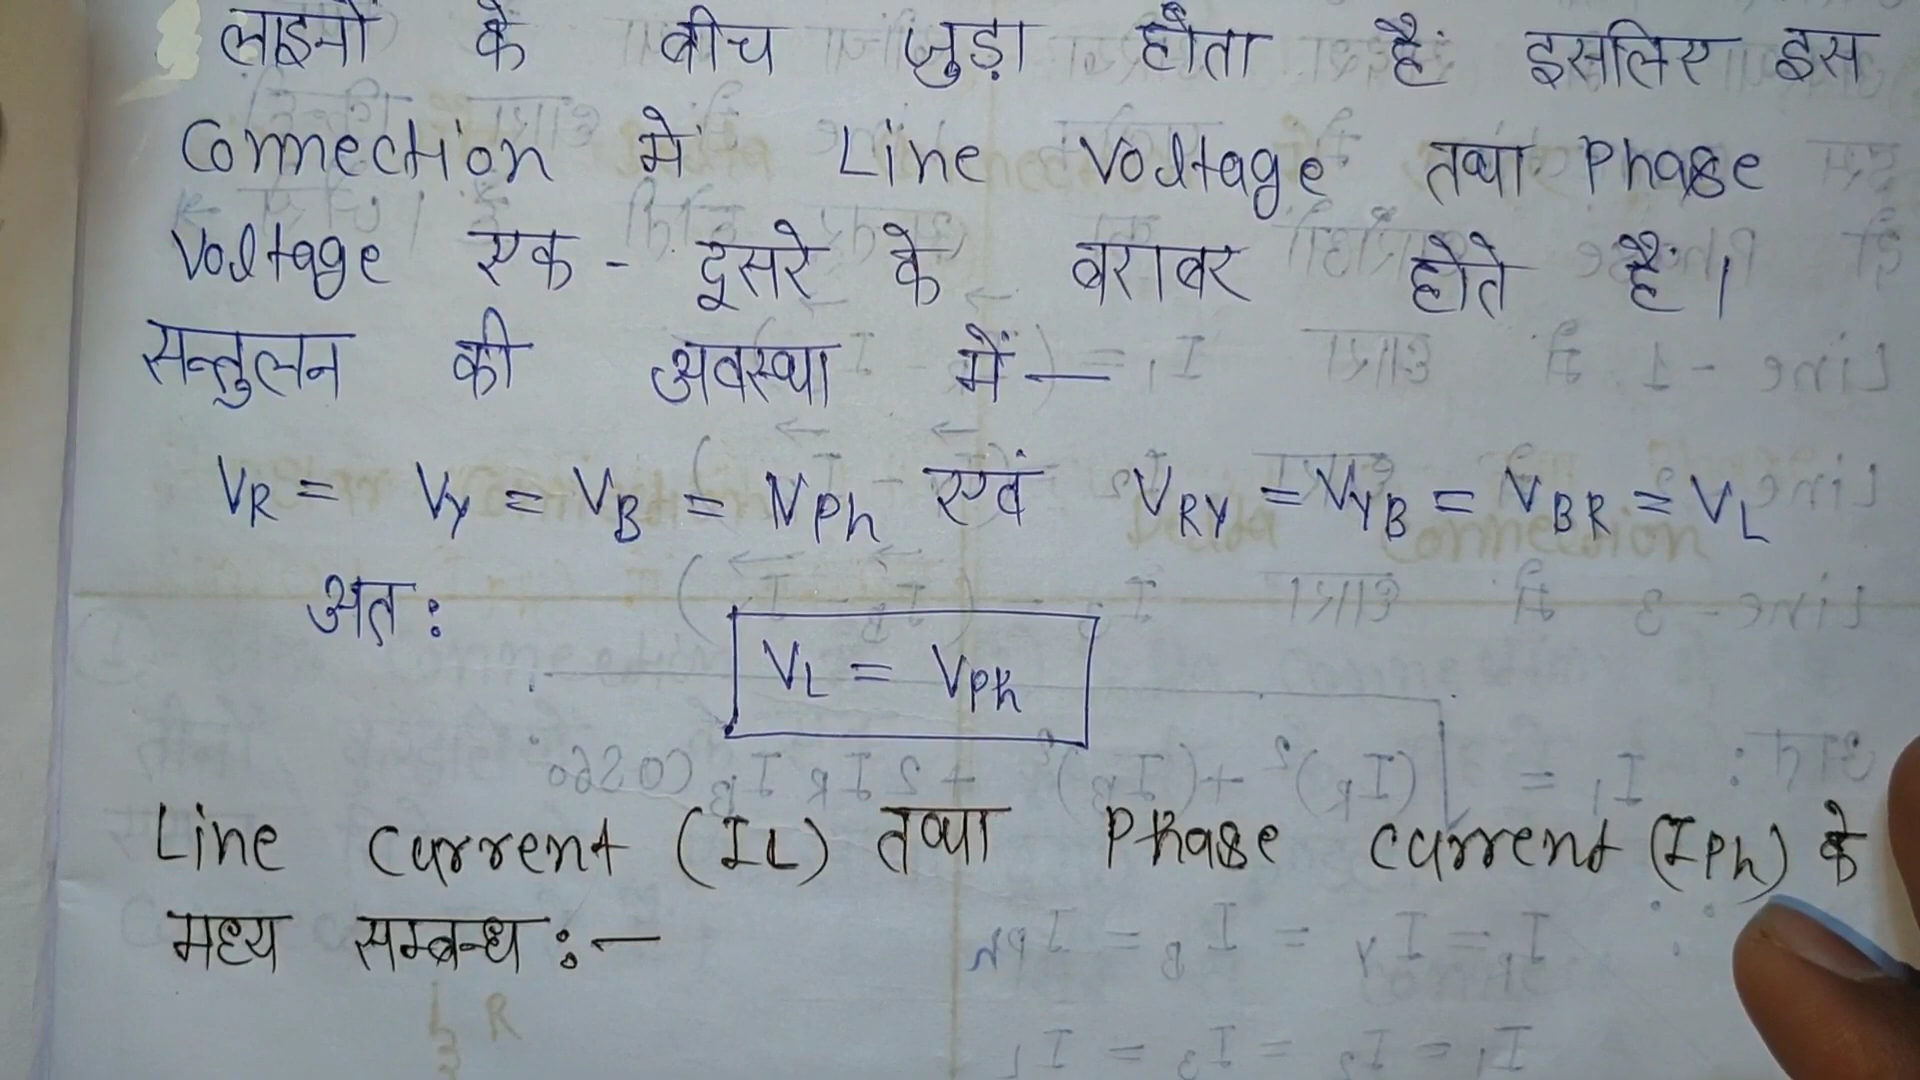 लाइनों के बीच जुड़ा होता है इसलिए इस
Connection में Line Voltage तथा Phase
Voltage एक - दूसरे के बराबर होते हैं।
सन्तुलन की अवस्था में —
VR = VY = VB = VPh एवं VRY = VYB = VBR = VL
अतः
VL = VPh
Line Current (IL) तथा Phase Current (IPh) के
मध्य सम्बन्ध :-